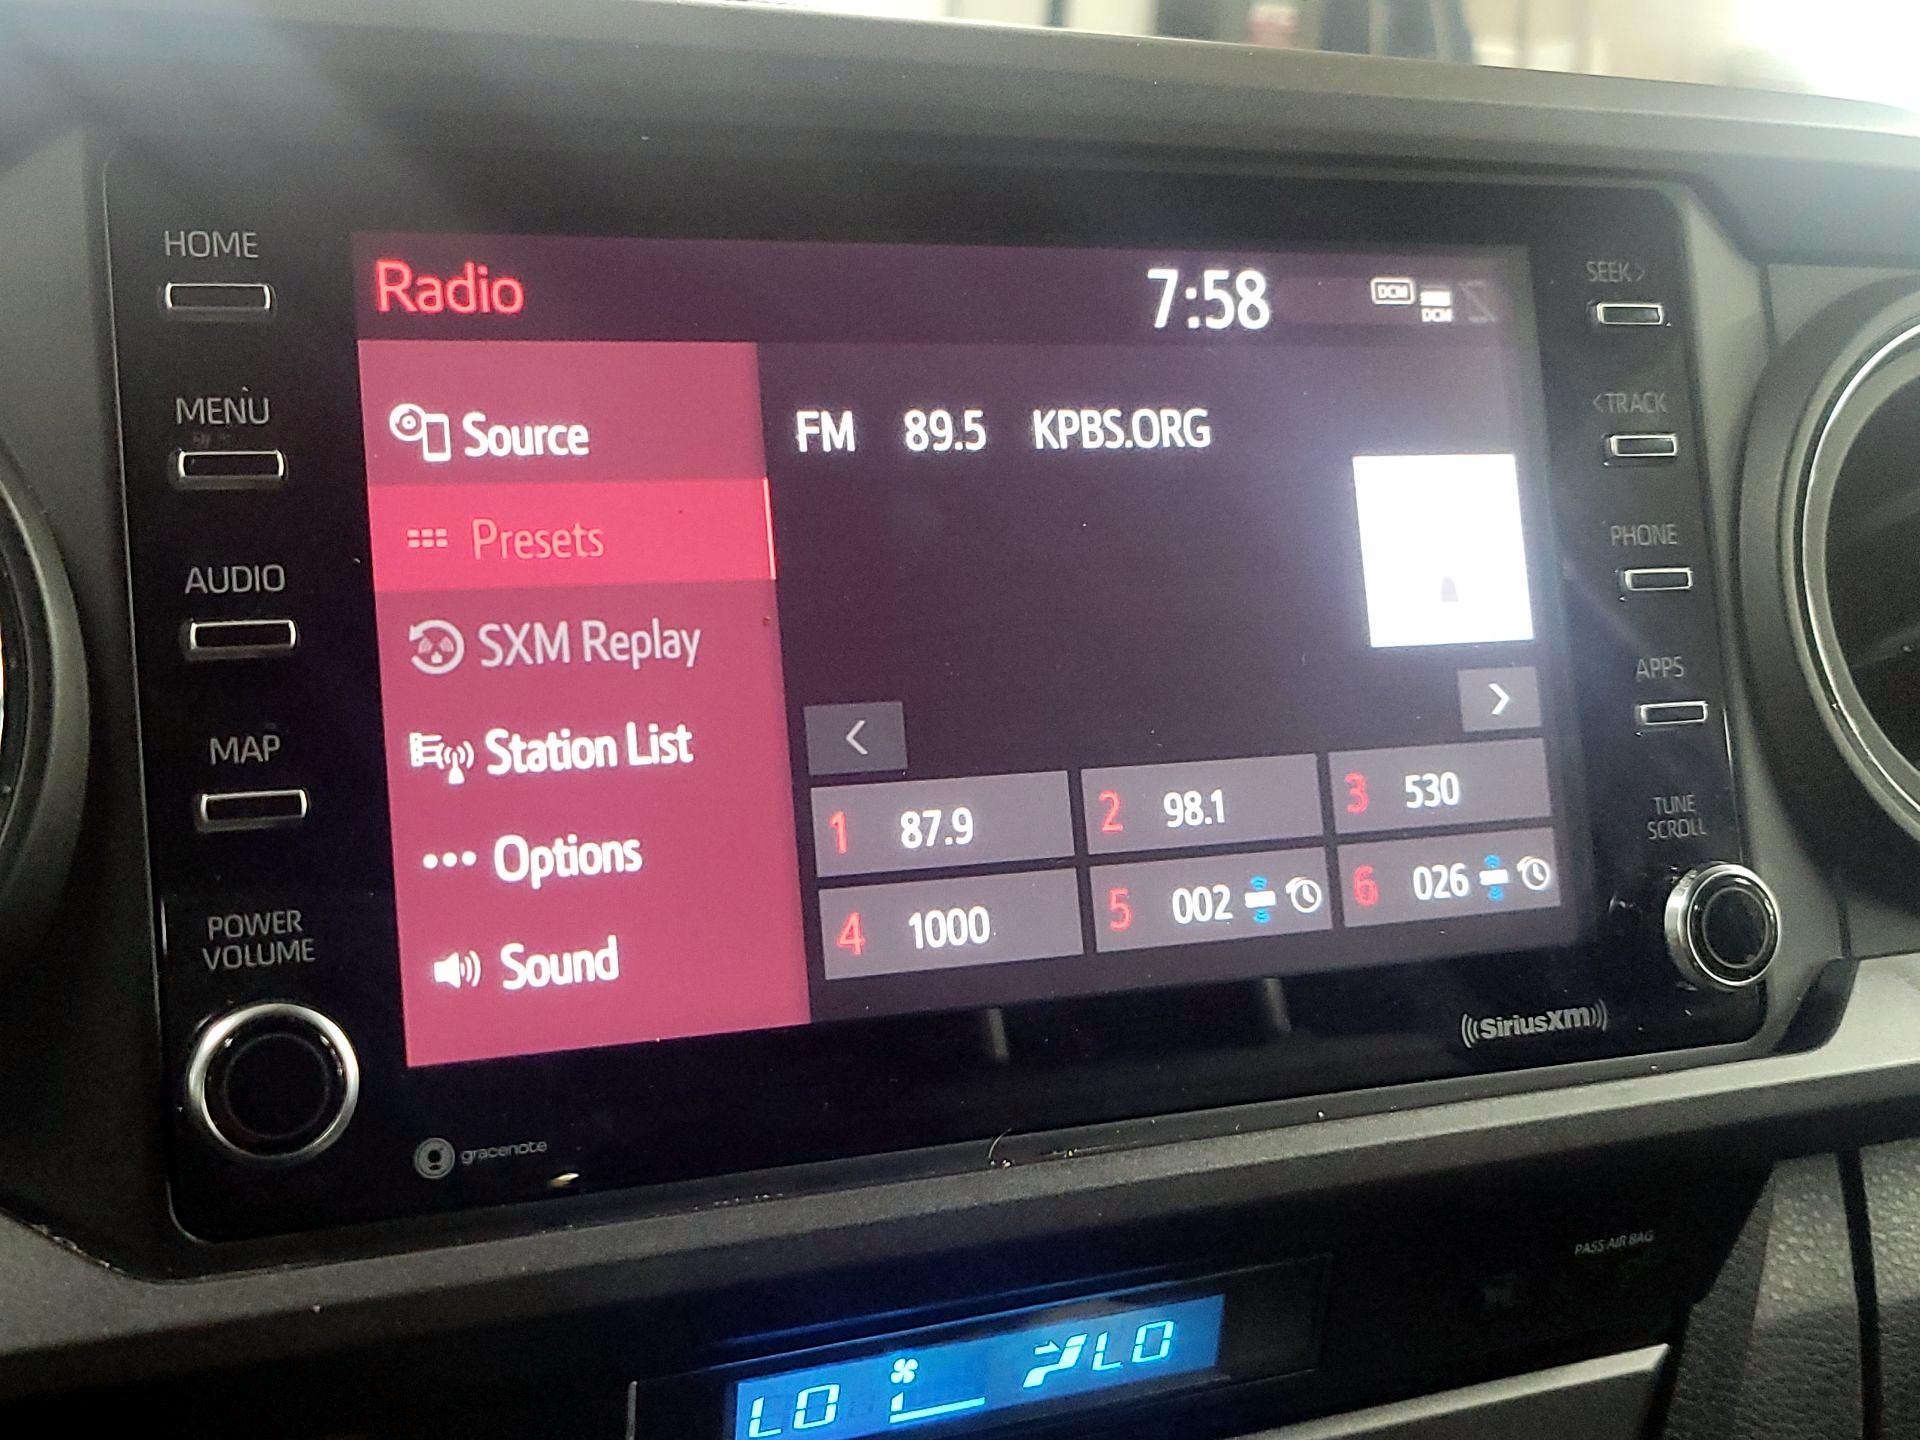 HOME
MENU
AUDIO
MAP
POWER
VOLUME
Radio
7:58
DCM
DCM
Source
Presets
SXM Replay
Station List
Options
Sound
FM 89.5 KPBS.ORG
<
>
1 87.9
2 98.1
3 530
4 1000
5 002
6 026
SEEK >
< TRACK
PHONE
APPS
TUNE
SCROLL
gracenote
((SiriusXM))
PASS AIR BAG
LO LO